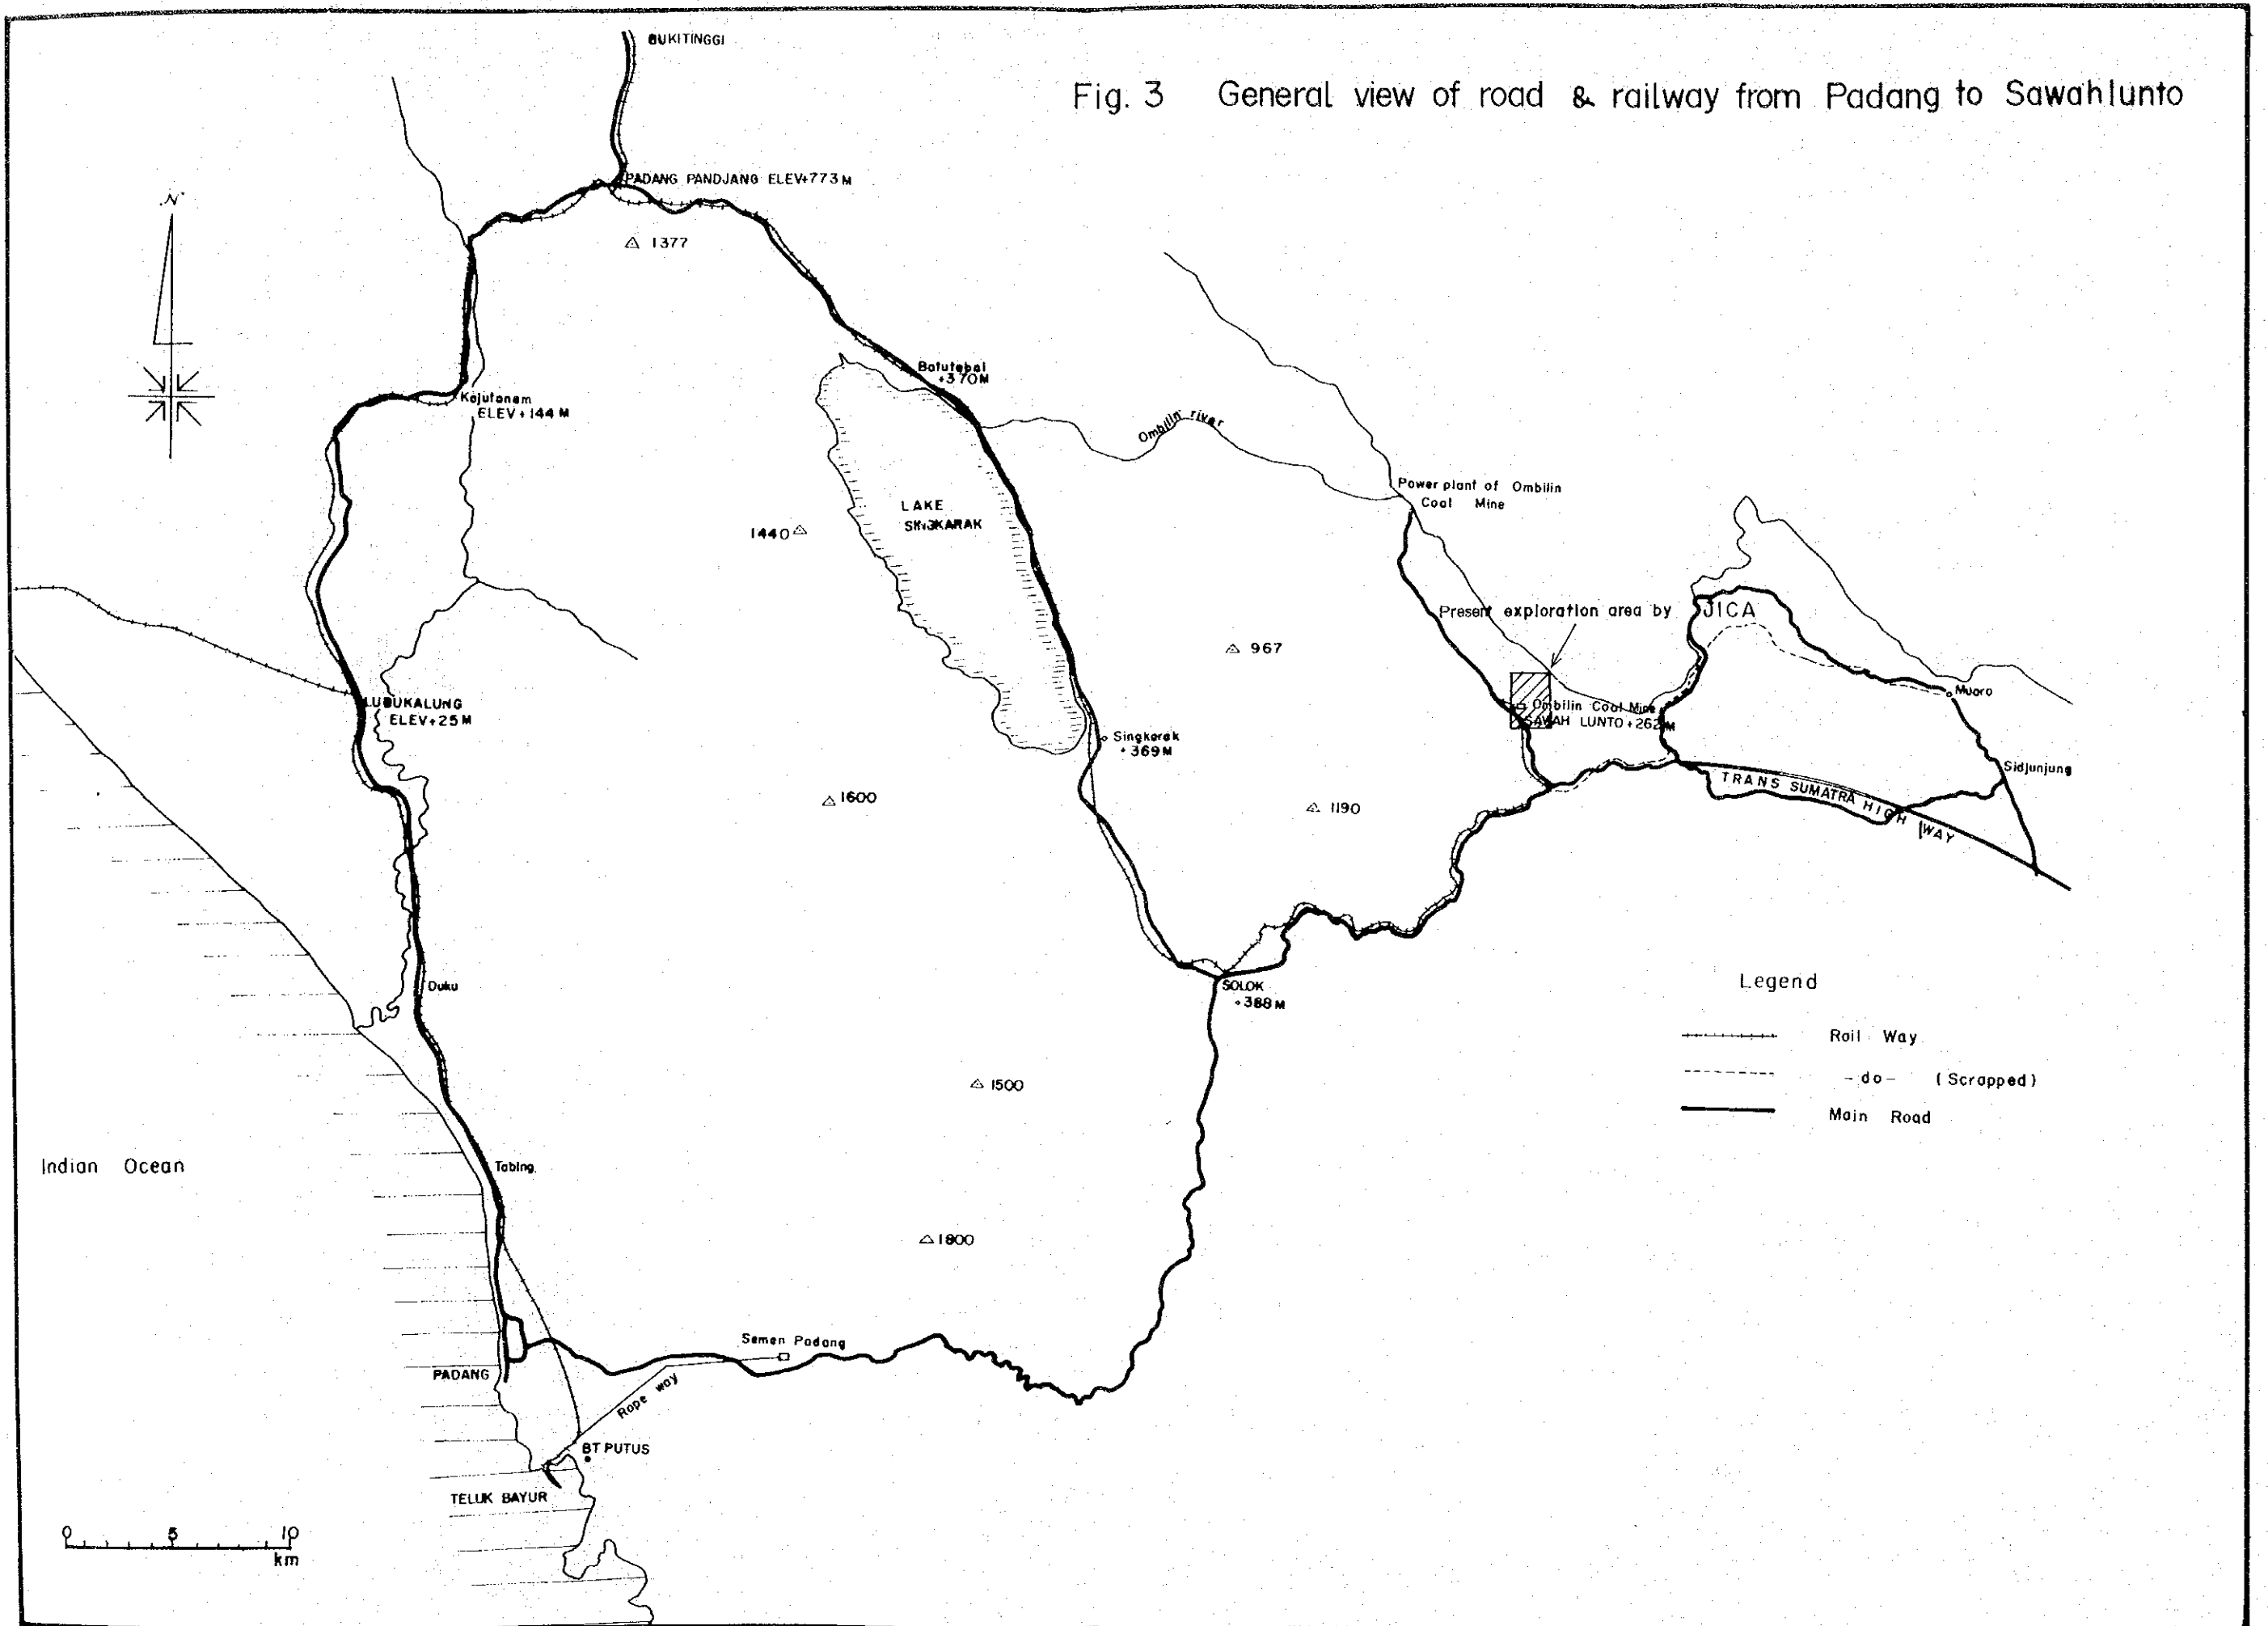 Fig. 3 General view of road & railway from Padang to Sawahlunto
BUKITINGGI
PADANG PANDJANG ELEV+773M
N
1377
Batutebal
+370M
Kajutanam
ELEV+144M
Ombilin river
LAKE
SINGKARAK
1440
Power plant of Ombilin
Coal Mine
Present exploration area by JICA
967
Muaro
LUBUKALUNG
ELEV+25M
Ombilin Coal Mine
SAWAH LUNTO +262M
Singkarak
+369M
Sidjunjung
TRANS SUMATRA HIGH WAY
1600
1190
Duku
SOLOK
+388M
Legend
Rail Way
-do- (Scrapped)
Main Road
1500
Indian Ocean
Tabing
1800
Semen Padang
PADANG
Rope way
BT PUTUS
TELUK BAYUR
0 5 10
km